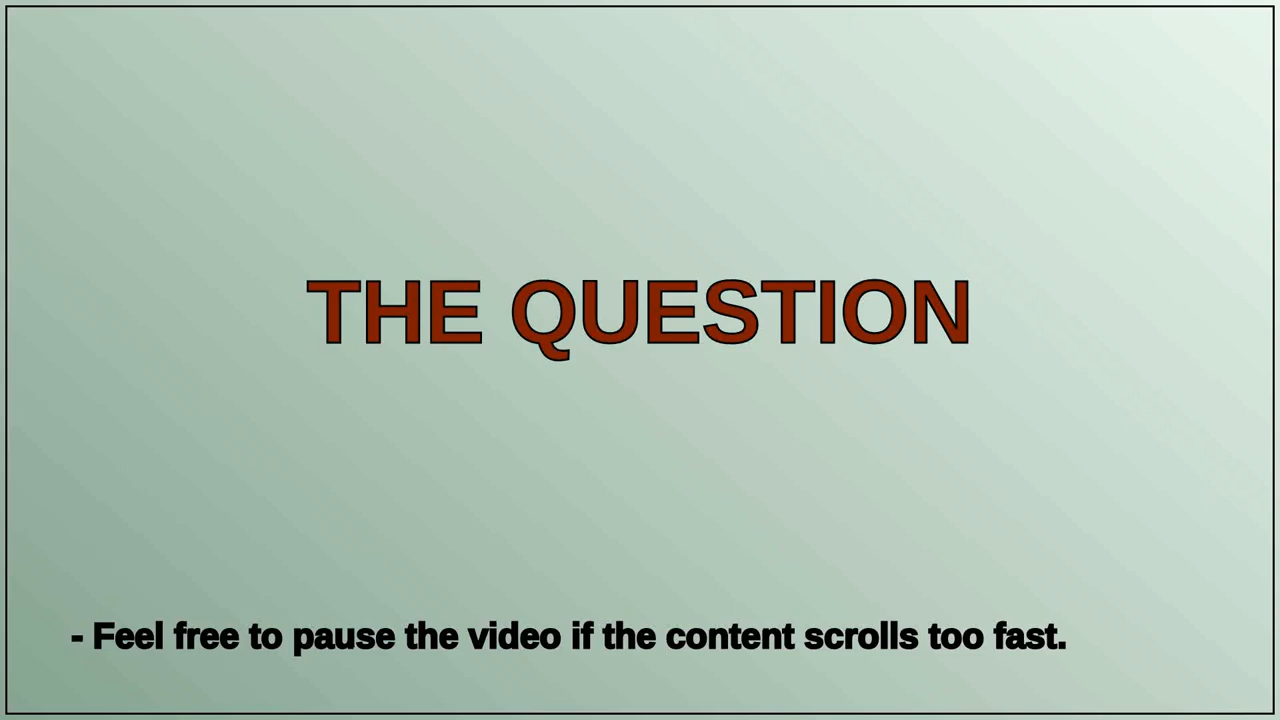 THE QUESTION
- Feel free to pause the video if the content scrolls too fast.